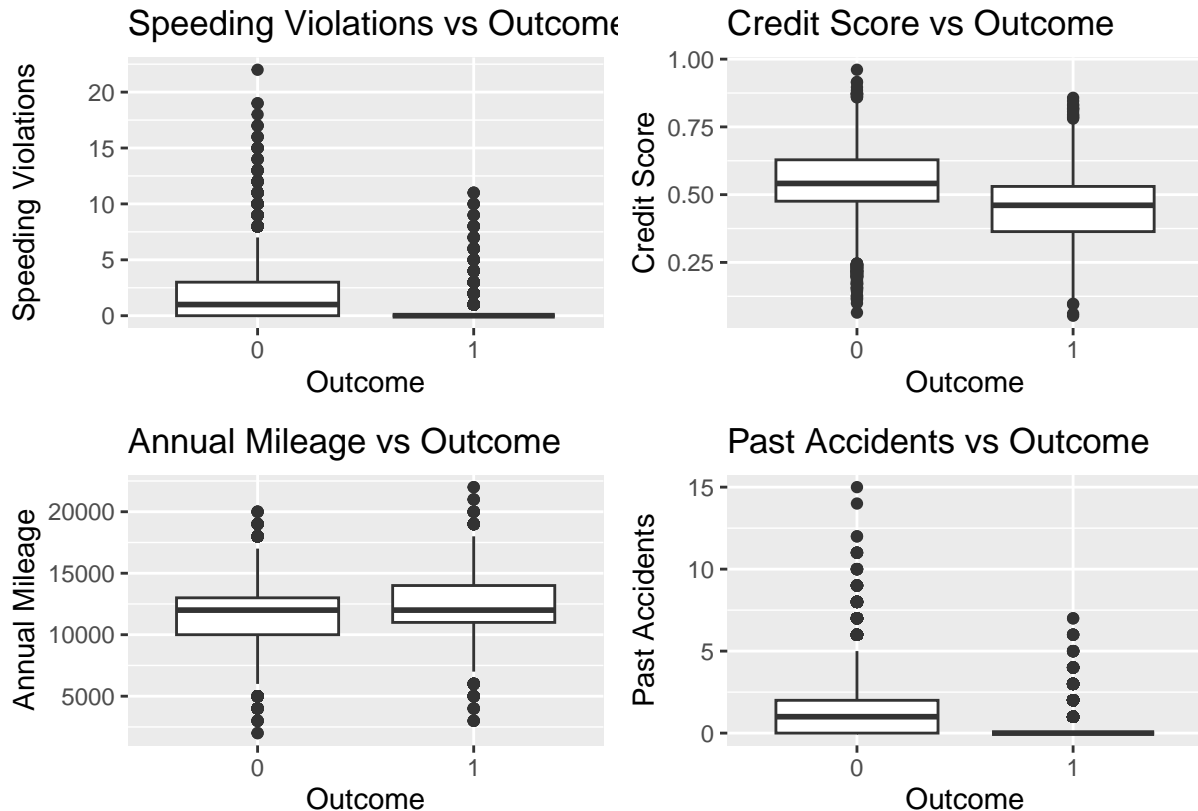 Speeding Violations vs Outcome
Speeding Violations
20
15
10
5
0
0 1
Outcome
Credit Score vs Outcome
Credit Score
1.00
0.75
0.50
0.25
0 1
Outcome
Annual Mileage vs Outcome
Annual Mileage
20000
15000
10000
5000
0 1
Outcome
Past Accidents vs Outcome
Past Accidents
15
10
5
0
0 1
Outcome